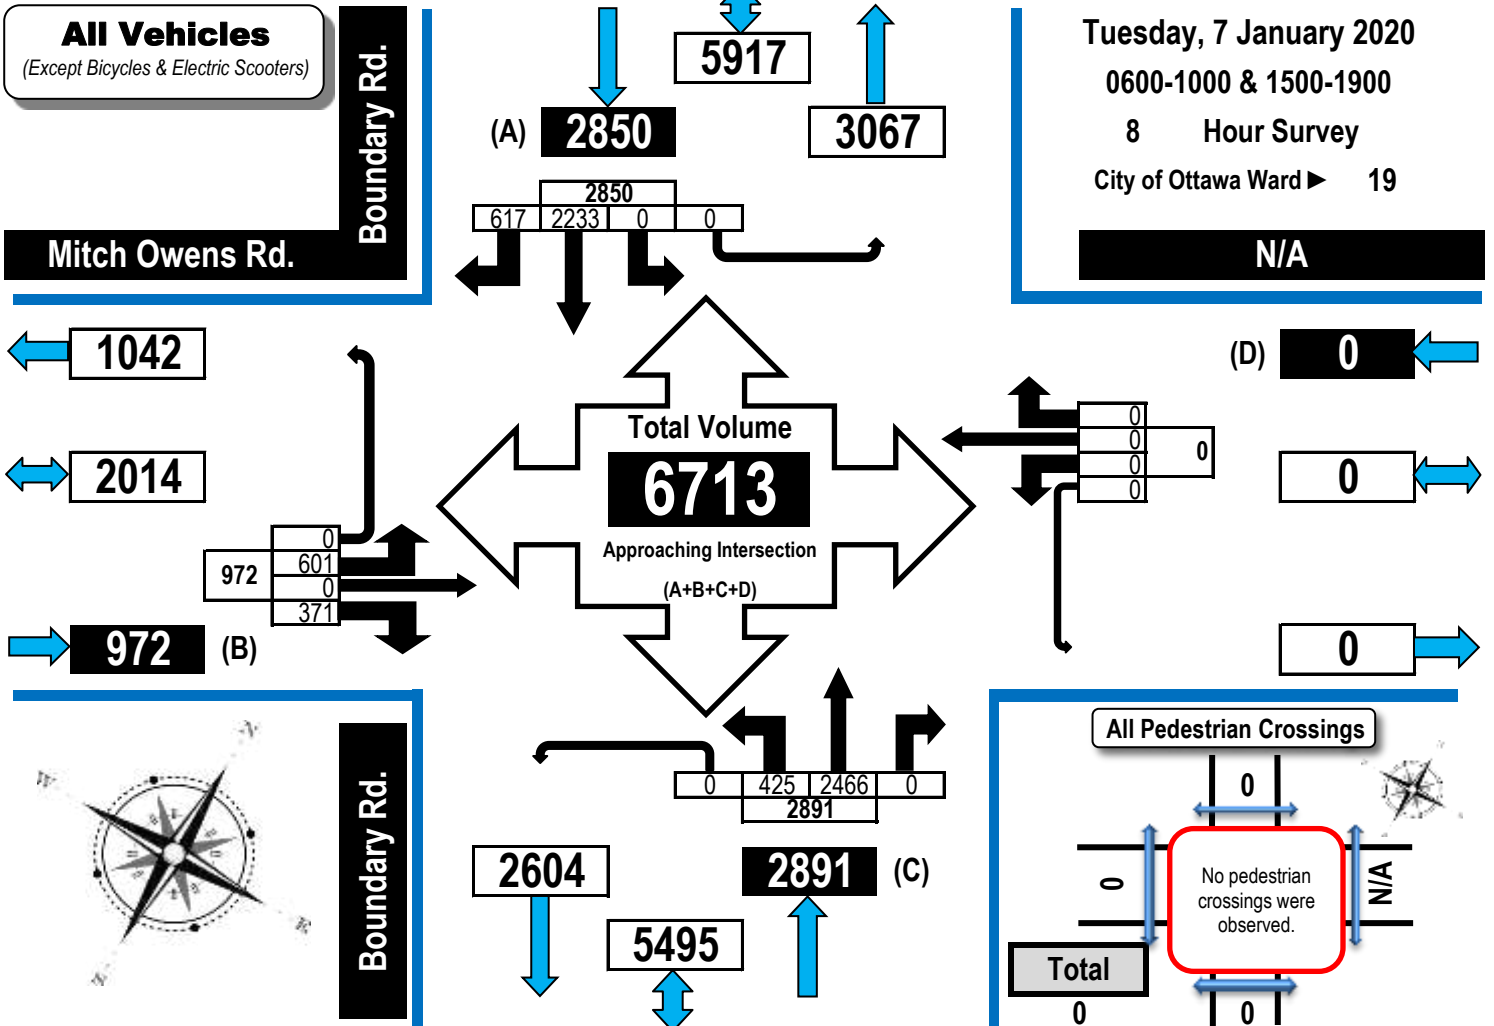 All Vehicles
(Except Bicycles & Electric Scooters)
Boundary Rd.
Mitch Owens Rd.
5917
(A) 2850
3067
2850
617 2233 0 0
Tuesday, 7 January 2020
0600-1000 & 1500-1900
8 Hour Survey
City of Ottawa Ward ► 19
N/A
1042
2014
0
601
0
371
972
972 (B)
Total Volume
6713
Approaching Intersection
(A+B+C+D)
(D) 0
0
0
0
0
0
0
0
0 425 2466 0
2891
2604
2891 (C)
5495
Boundary Rd.
N
W
E
S
All Pedestrian Crossings
0
0
No pedestrian
crossings were
observed.
N/A
Total
0
0